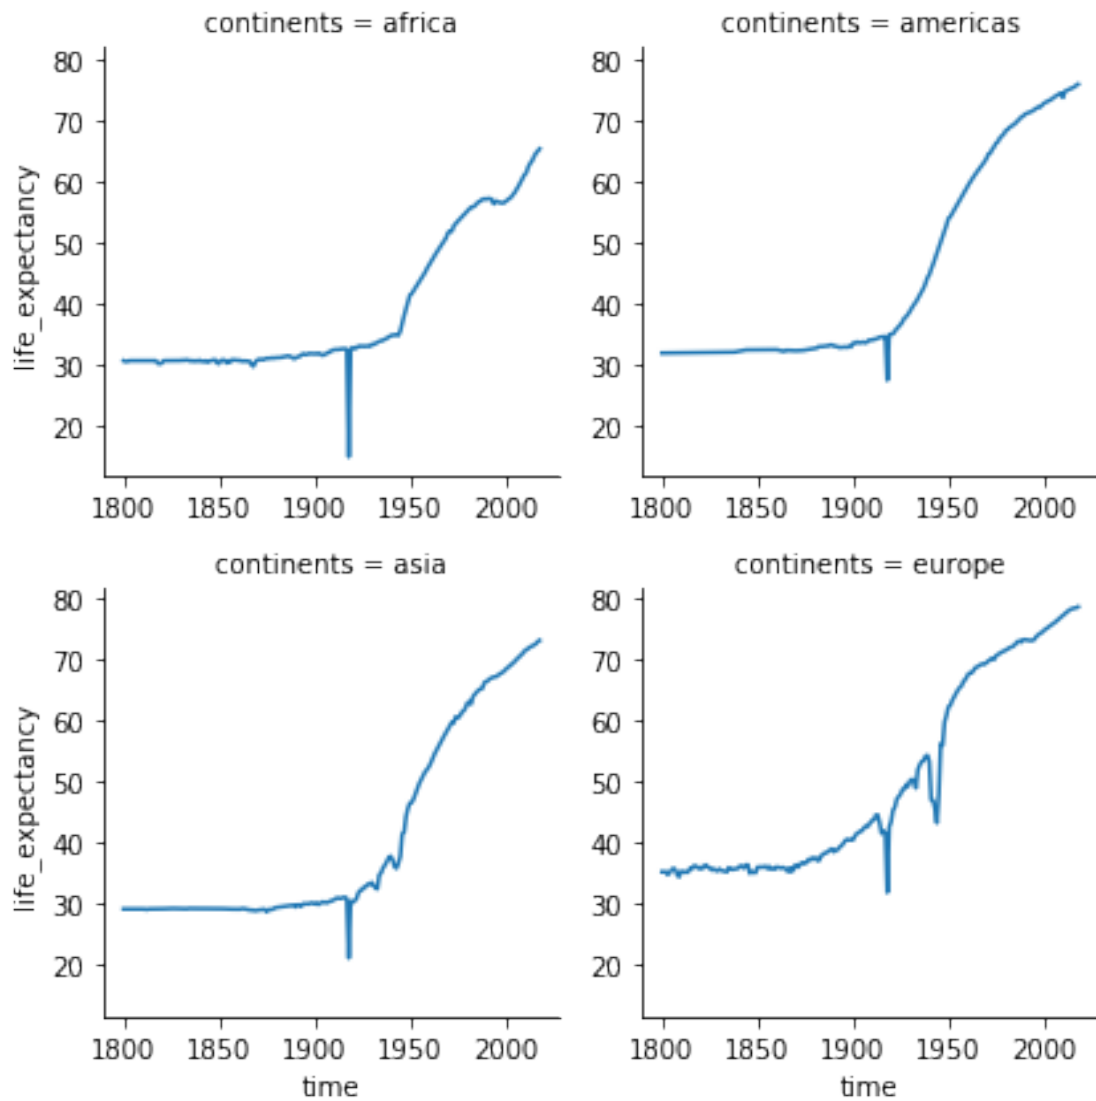 continents = africa
continents = americas
life_expectancy
80
70
60
50
40
30
20
1800 1850 1900 1950 2000
80
70
60
50
40
30
20
1800 1850 1900 1950 2000
continents = asia
continents = europe
life_expectancy
80
70
60
50
40
30
20
1800 1850 1900 1950 2000
time
80
70
60
50
40
30
20
1800 1850 1900 1950 2000
time